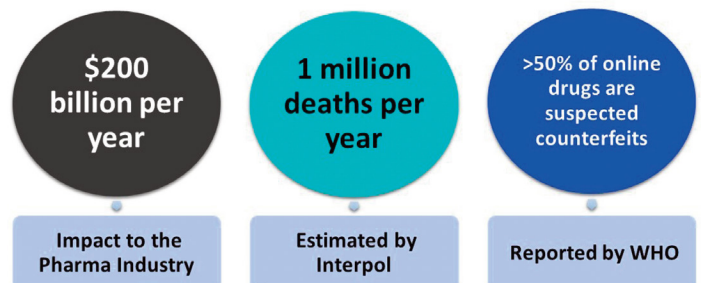 $200
billion per
year
1 million
deaths per
year
>50% of online
drugs are
suspected
counterfeits
Impact to the
Pharma Industry
Estimated by
Interpol
Reported by WHO